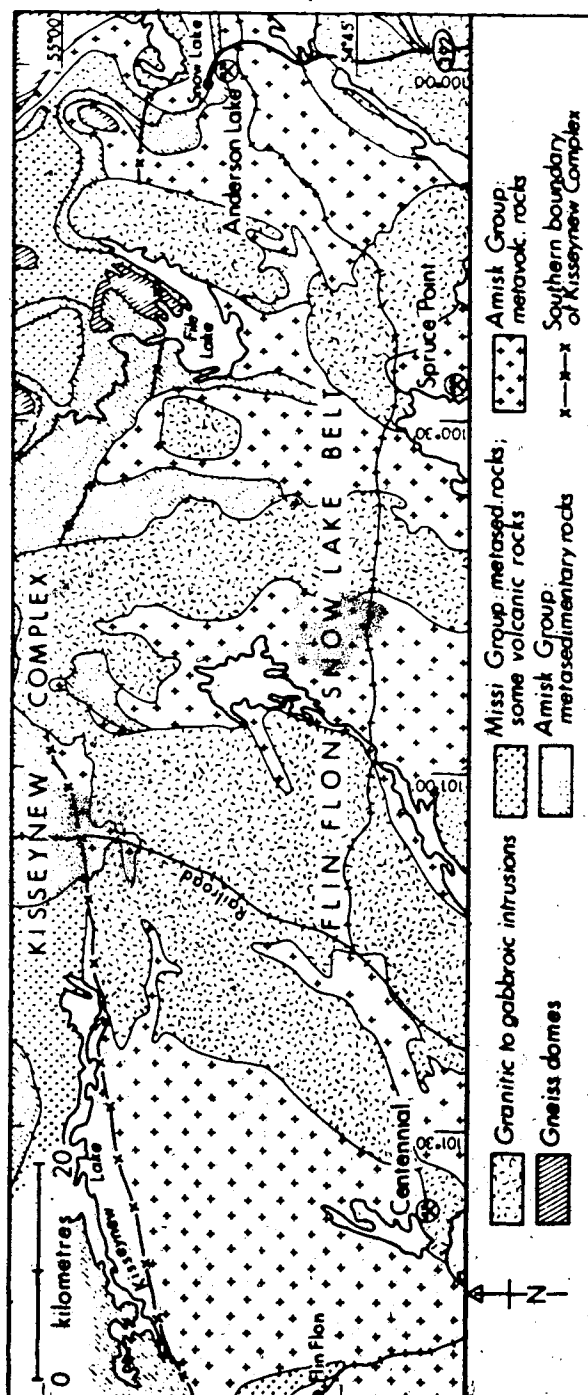 KISSEYNEW COMPLEX
FLIN FLON SNOW LAKE BELT
0 20
kilometres
Kisseynew
Lake
Railroad
File
Lake
Snow Lake
Anderson Lake
Spruce Point
Centennial
Flin Flon
55°00'
54°45'
101°30'
101°00'
100°30'
100°00'
392
N
Granitic to gabbroic intrusions
Gneiss domes
Missi Group metased. rocks;
some volcanic rocks
Amisk Group:
metasedimentary rocks
Amisk Group:
metavolc. rocks
x—x—x Southern boundary
of Kisseynew Complex